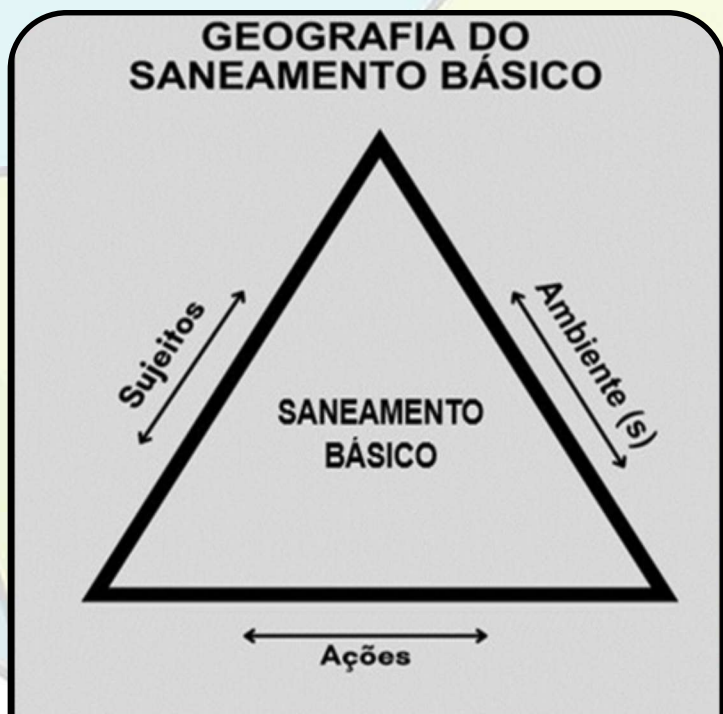 GEOGRAFIA DO
SANEAMENTO BÁSICO
Sujeitos
Ambiente (s)
SANEAMENTO
BÁSICO
Ações